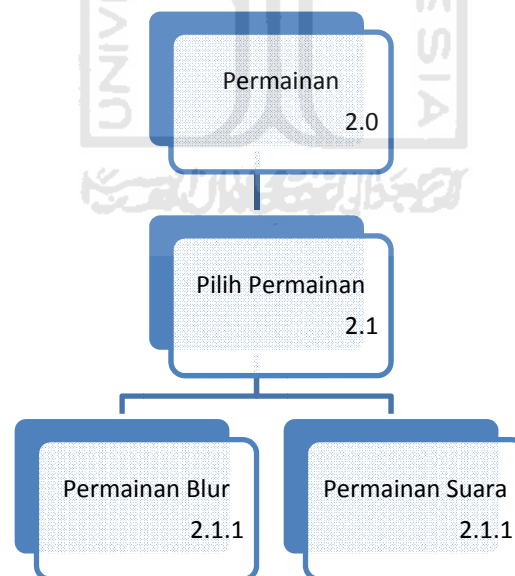 Permainan
2.0
Pilih Permainan
2.1
Permainan Blur
2.1.1
Permainan Suara
2.1.1